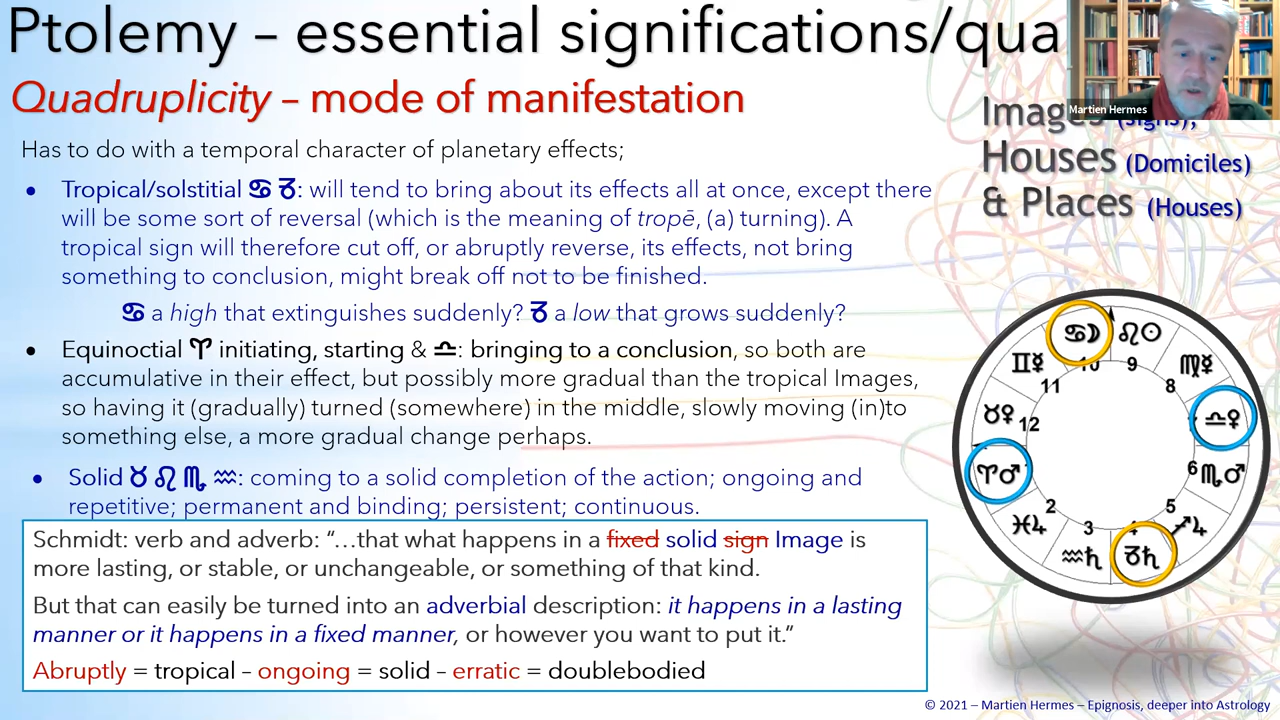 Ptolemy – essential significations/qua
Martien Hermes
Quadruplicity – mode of manifestation
Images (signs);
Houses (Domiciles)
& Places (Houses)
Has to do with a temporal character of planetary effects;
• Tropical/solstitial ♋ ♑: will tend to bring about its effects all at once, except there
will be some sort of reversal (which is the meaning of tropē, (a) turning). A
tropical sign will therefore cut off, or abruptly reverse, its effects, not bring
something to conclusion, might break off not to be finished.
♋ a high that extinguishes suddenly? ♑ a low that grows suddenly?
• Equinoctial ♈ initiating, starting & ♎: bringing to a conclusion, so both are
accumulative in their effect, but possibly more gradual than the tropical Images,
so having it (gradually) turned (somewhere) in the middle, slowly moving (in)to
something else, a more gradual change perhaps.
• Solid ♉ ♌ ♏ ♒: coming to a solid completion of the action; ongoing and
repetitive; permanent and binding; persistent; continuous.
Schmidt: verb and adverb: “…that what happens in a fixed solid sign Image is
more lasting, or stable, or unchangeable, or something of that kind.
But that can easily be turned into an adverbial description: it happens in a lasting
manner or it happens in a fixed manner, or however you want to put it.”
Abruptly = tropical – ongoing = solid – erratic = doublebodied
♋☽ 10
♌☉ 9
♊☿ 11
♍☿ 8
♉♀ 12
♎♀
♈♂
6 ♏♂
♓♃ 2
♒♄ 3
♑♄ 4
♐♃ 5
© 2021 – Martien Hermes – Epignosis, deeper into Astrology